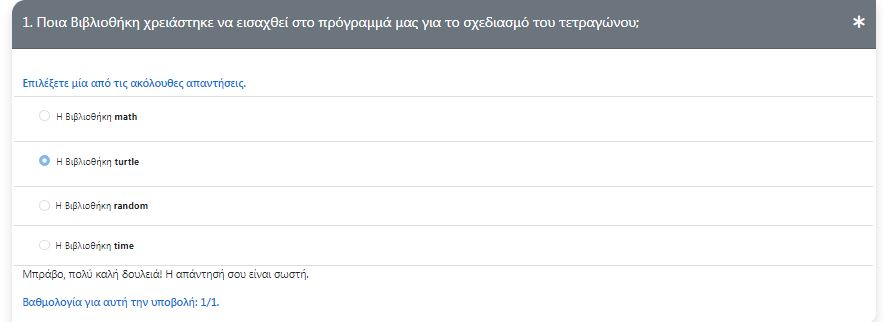 1. Ποια Βιβλιοθήκη χρειάστηκε να εισαχθεί στο πρόγραμμά μας για το σχεδιασμό του τετραγώνου; *
Επιλέξετε μία από τις ακόλουθες απαντήσεις.
Η Βιβλιοθήκη math
Η Βιβλιοθήκη turtle
Η Βιβλιοθήκη random
Η Βιβλιοθήκη time
Μπράβο, πολύ καλή δουλειά! Η απάντησή σου είναι σωστή.
Βαθμολογία για αυτή την υποβολή: 1/1.